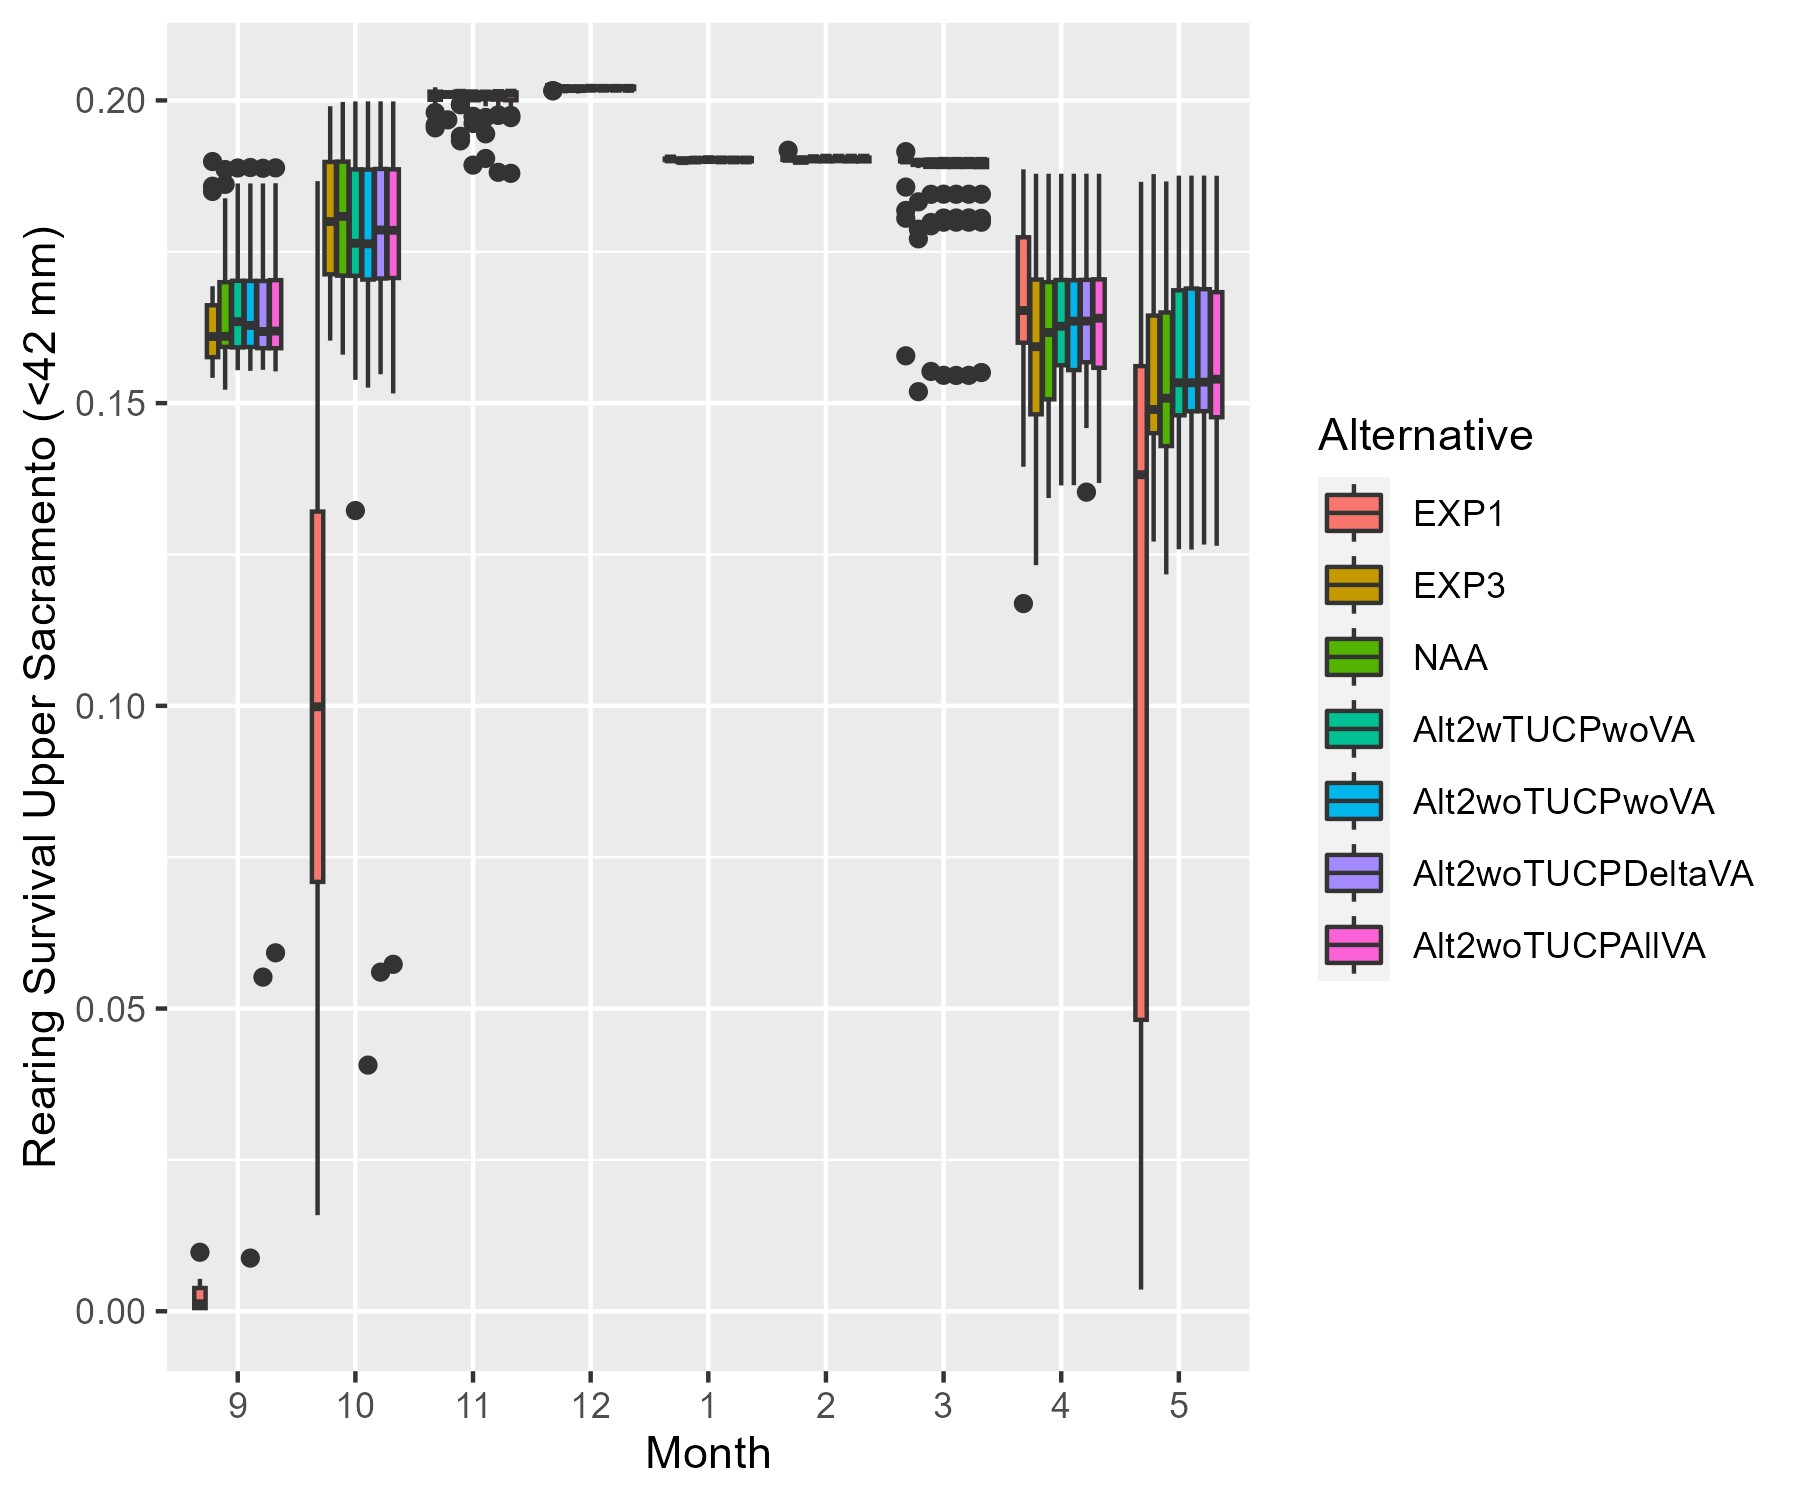 Rearing Survival Upper Sacramento (<42 mm)
0.20
0.15
0.10
0.05
0.00
9 10 11 12 1 2 3 4 5
Month
Alternative
EXP1
EXP3
NAA
Alt2wTUCPwoVA
Alt2woTUCPwoVA
Alt2woTUCPDeltaVA
Alt2woTUCPAllVA